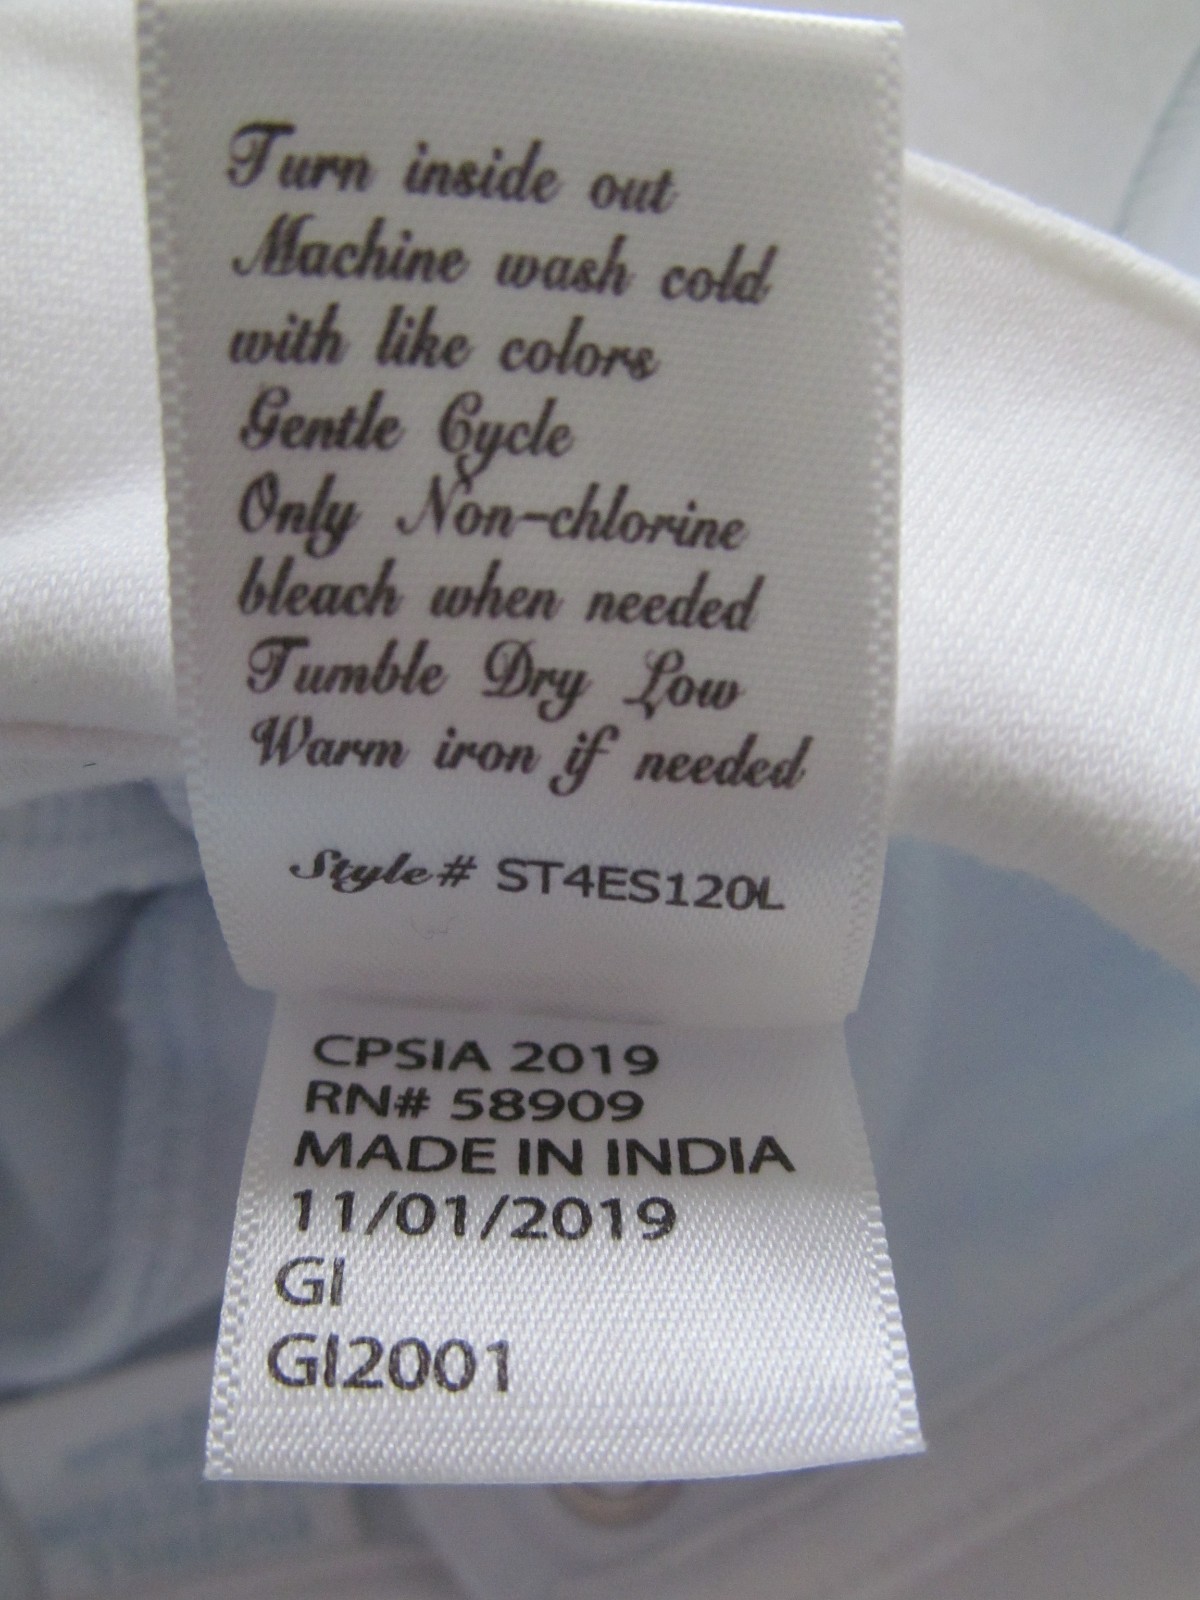 Turn inside out
Machine wash cold
with like colors
Gentle Cycle
Only Non-chlorine
bleach when needed
Tumble Dry Low
Warm iron if needed
Style# ST4ES120L
CPSIA 2019
RN# 58909
MADE IN INDIA
11/01/2019
GI
GI2001